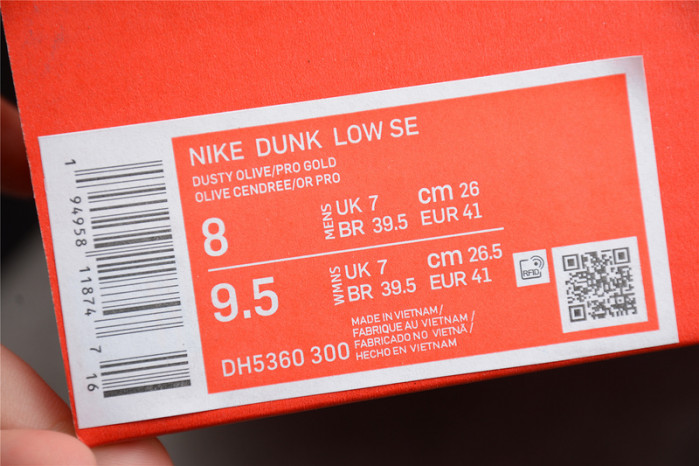 NIKE DUNK LOW SE
DUSTY OLIVE/PRO GOLD
OLIVE CENDREE/OR PRO
8
MENS
UK 7 cm 26
BR 39.5 EUR 41
9.5
WMNS
UK 7 cm 26.5
BR 39.5 EUR 41
RFID
DH5360 300
MADE IN VIETNAM/
FABRIQUE AU VIETNAM/
FABRICADO NO VIETNÃ/
HECHO EN VIETNAM
1 94958 11874 7 16